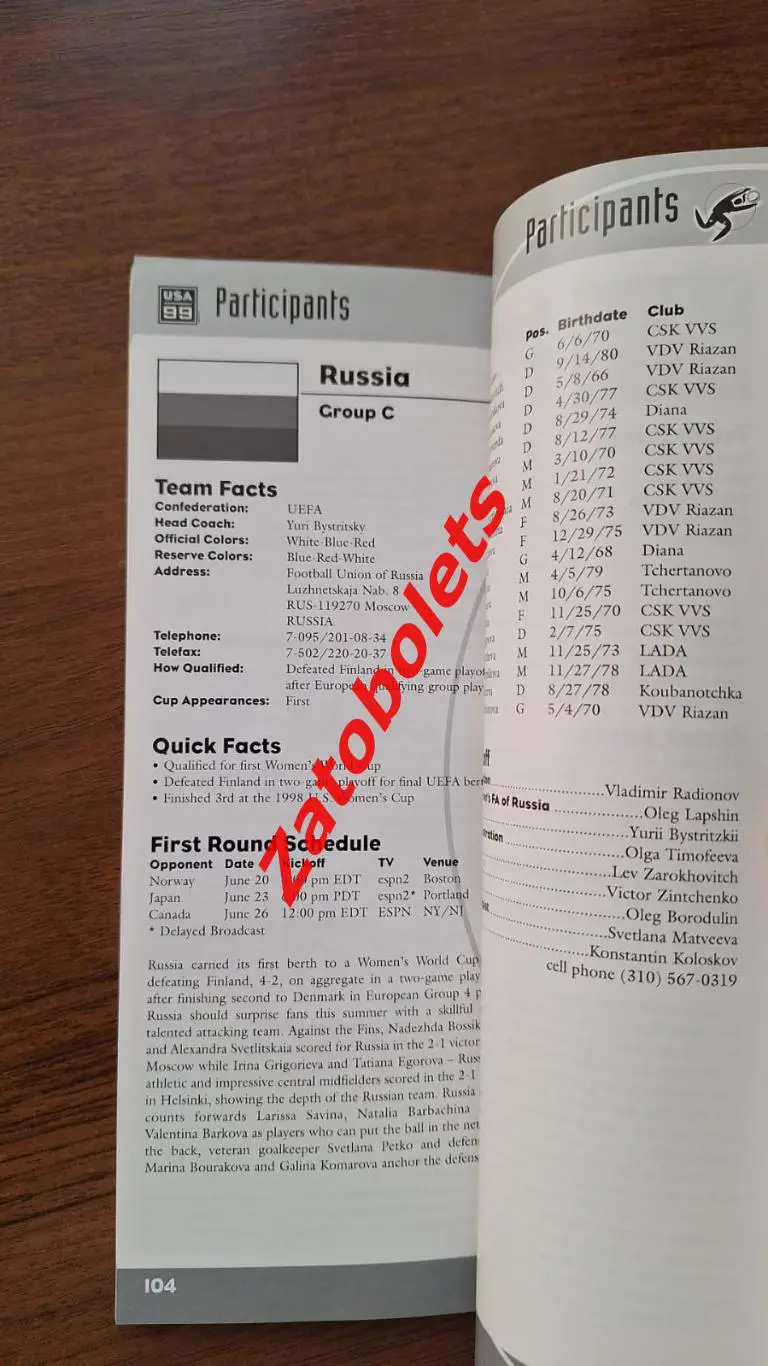 USA
99
Participants
Russia
Group C
Team Facts
Confederation: UEFA
Head Coach: Yuri Bystritsky
Official Colors: White-Blue-Red
Reserve Colors: Blue-Red-White
Address: Football Union of Russia
Luzhnetskaja Nab. 8
RUS-119270 Moscow
RUSSIA
Telephone: 7-095/201-08-34
Telefax: 7-502/220-20-37
How Qualified: Defeated Finland in two-game playof
after European qualifying group play
Cup Appearances: First
Quick Facts
• Qualified for first Women's World Cup
• Defeated Finland in two-game playoff for final UEFA bert
• Finished 3rd at the 1998 U.S. Women's Cup
First Round Schedule
Opponent Date Kickoff TV Venue
Norway June 20 pm EDT espn2 Boston
Japan June 23 pm PDT espn2* Portland
Canada June 26 12:00 pm EDT ESPN NY/NJ
* Delayed Broadcast
Russia earned its first berth to a Women's World Cup
defeating Finland, 4-2, on aggregate in a two-game play
after finishing second to Denmark in European Group 4 p
Russia should surprise fans this summer with a skillful
talented attacking team. Against the Fins, Nadezhda Bossik
and Alexandra Svetlitskaia scored for Russia in the 2-1 victor
Moscow while Irina Grigorieva and Tatiana Egorova – Russ
athletic and impressive central midfielders scored in the 2-1
in Helsinki, showing the depth of the Russian team. Russia
counts forwards Larissa Savina, Natalia Barbachina
Valentina Barkova as players who can put the ball in the net
the back, veteran goalkeeper Svetlana Petko and defen
Marina Bourakova and Galina Komarova anchor the defens
104
Participants
Pos. Birthdate Club
G 6/6/70 CSK VVS
D 9/14/80 VDV Riazan
D 5/8/66 VDV Riazan
D 4/30/77 CSK VVS
D 8/29/74 Diana
D 8/12/77 CSK VVS
M 3/10/70 CSK VVS
M 1/21/72 CSK VVS
M 8/20/71 CSK VVS
F 8/26/73 VDV Riazan
F 12/29/75 VDV Riazan
G 4/12/68 Diana
M 4/5/79 Tchertanovo
M 10/6/75 Tchertanovo
F 11/25/70 CSK VVS
D 2/7/75 CSK VVS
M 11/25/73 LADA
M 11/27/78 LADA
D 8/27/78 Koubanotchka
G 5/4/70 VDV Riazan
Vladimir Radionov
FA of Russia Oleg Lapshin
Yurii Bystritzkii
Olga Timofeeva
Lev Zarokhovitch
Victor Zintchenko
Oleg Borodulin
Svetlana Matveeva
Konstantin Koloskov
cell phone (310) 567-0319
Zatobolets